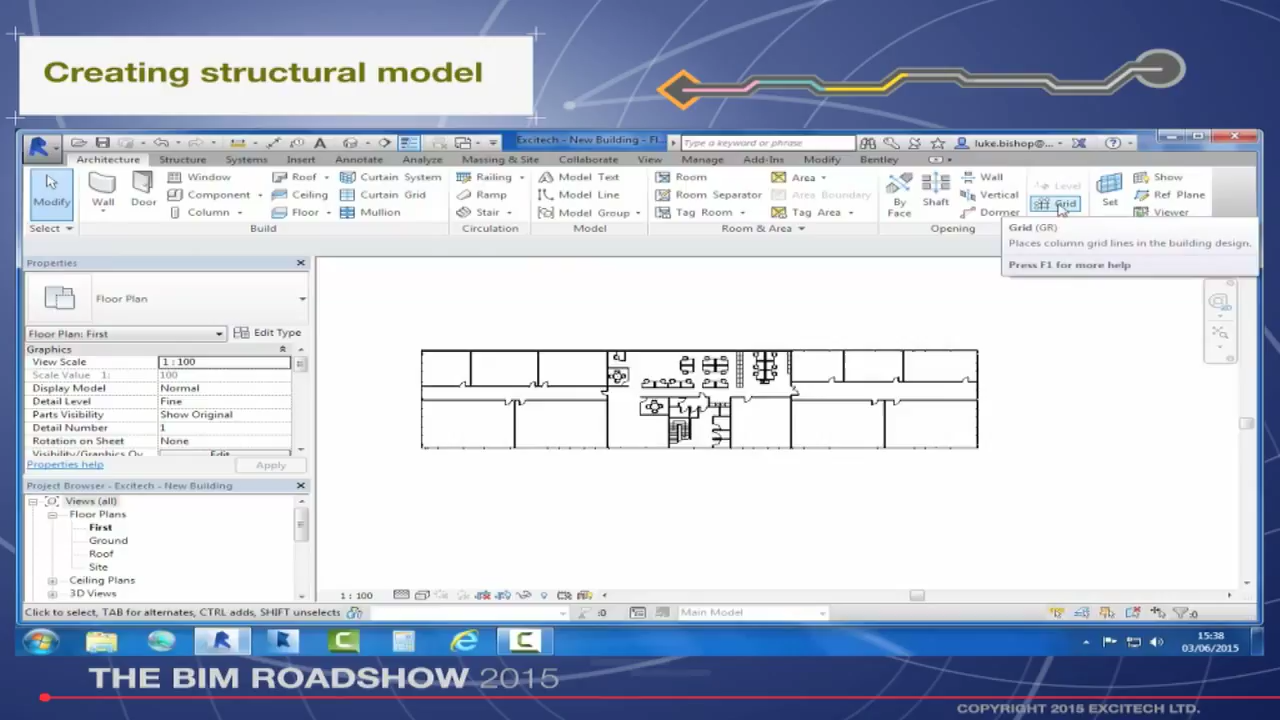 Creating structural model
Excitech - New Building - Fl...
Type a keyword or phrase
luke.bishop@...
Architecture Structure Systems Insert Annotate Analyze Massing & Site Collaborate View Manage Add-Ins Modify Bentley
Modify Wall Door Window Roof Curtain System Railing Model Text Room Area By Face Shaft Wall Level Set Show
Component Ceiling Curtain Grid Ramp Model Line Room Separator Area Boundary Vertical Grid Ref Plane
Column Floor Mullion Stair Model Group Tag Room Tag Area Dormer Viewer
Select Build Circulation Model Room & Area Opening
Grid (GR)
Places column grid lines in the building design.
Press F1 for more help
Properties
Floor Plan
Floor Plan: First Edit Type
Graphics
View Scale 1 : 100
Scale Value 1: 100
Display Model Normal
Detail Level Fine
Parts Visibility Show Original
Detail Number 1
Rotation on Sheet None
Visibility/Graphics Ov Edit
Properties help Apply
Project Browser - Excitech - New Building
Views (all)
Floor Plans
First
Ground
Roof
Site
Ceiling Plans
3D Views
1 : 100
Click to select, TAB for alternates, CTRL adds, SHIFT unselects :0 Main Model :0
15:38
03/06/2015
THE BIM ROADSHOW 2015
COPYRIGHT 2015 EXCITECH LTD.